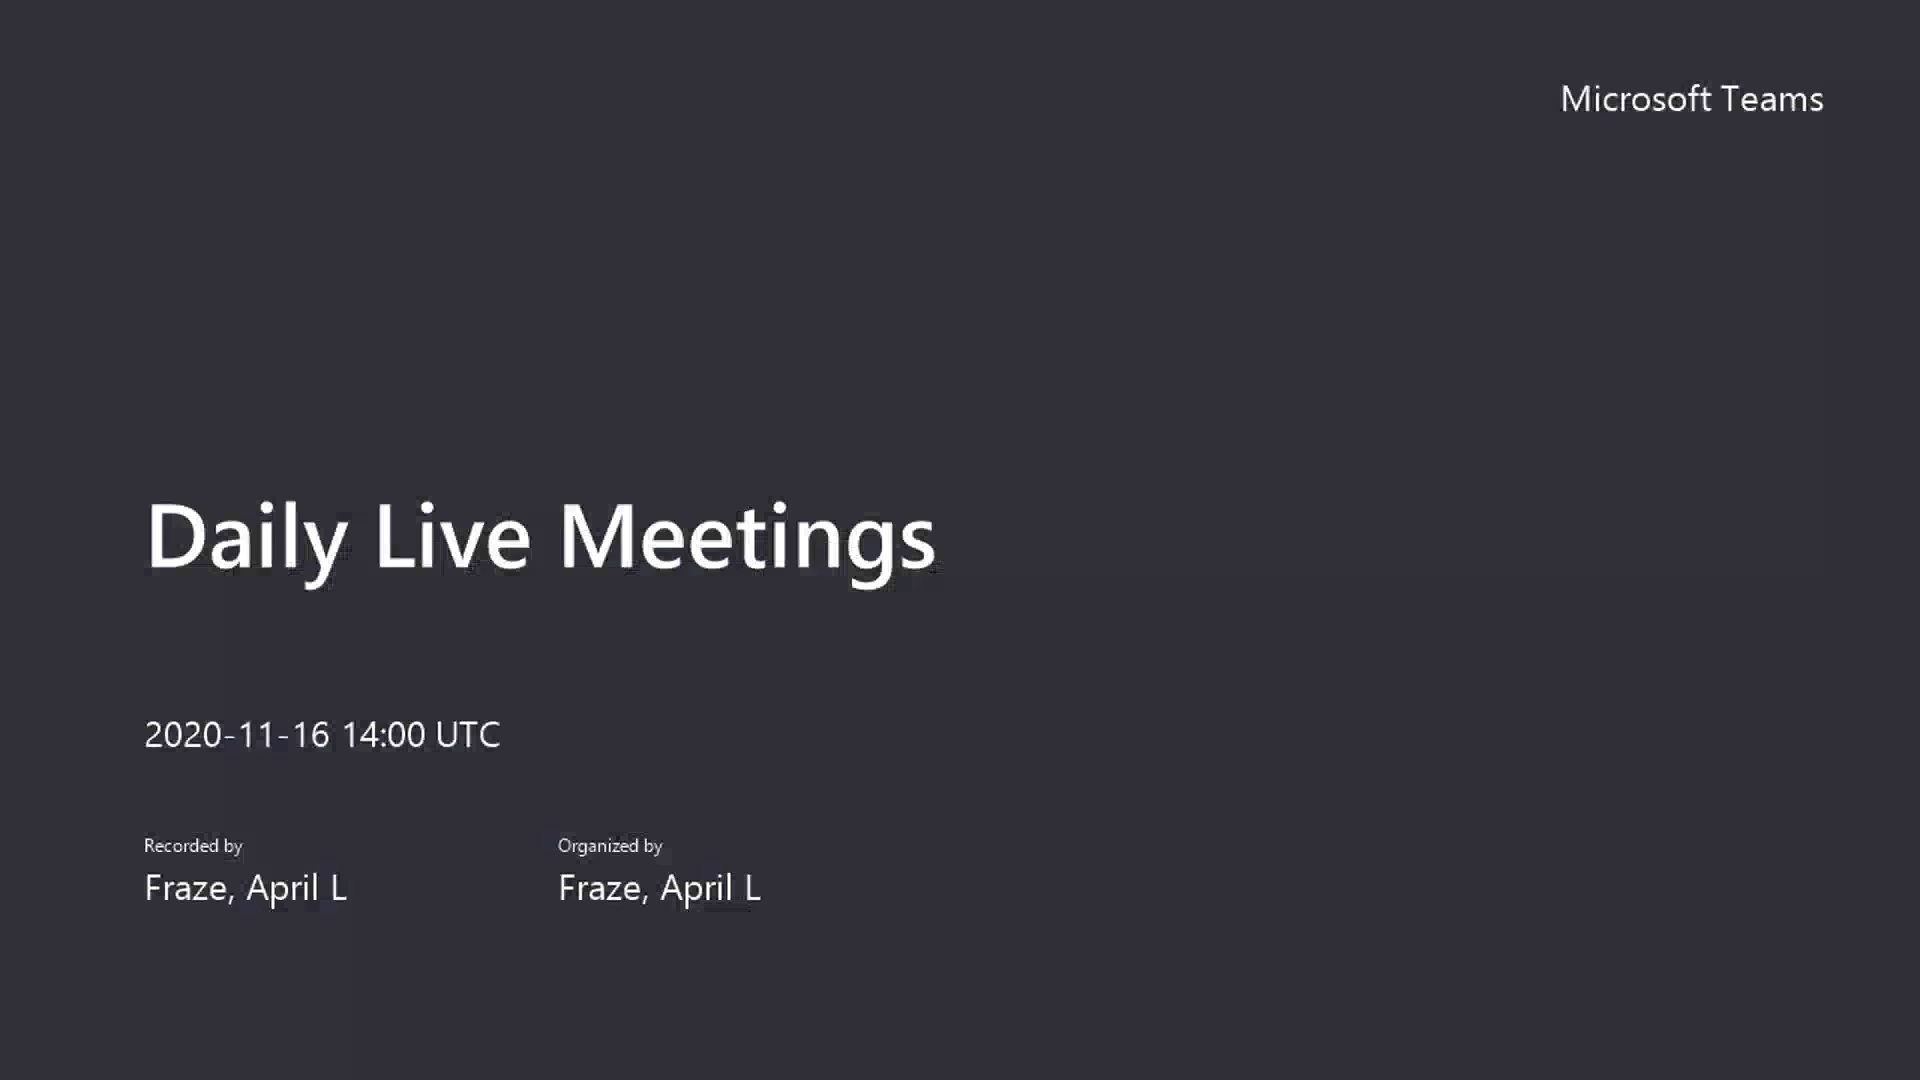 Microsoft Teams
Daily Live Meetings
2020-11-16 14:00 UTC
Recorded by
Fraze, April L
Organized by
Fraze, April L